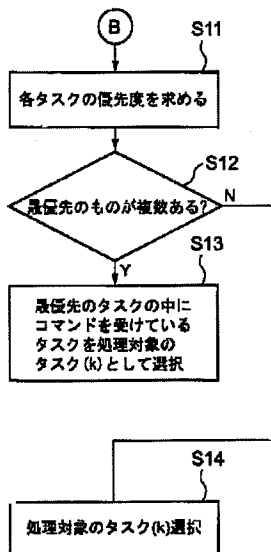 B
S11
各タスクの優先度を求める
S12
最優先のものが複数ある?
N
Y
S13
最優先のタスクの中に
コマンドを受けている
タスクを処理対象の
タスク(k)として選択
S14
処理対象のタスク(k)選択